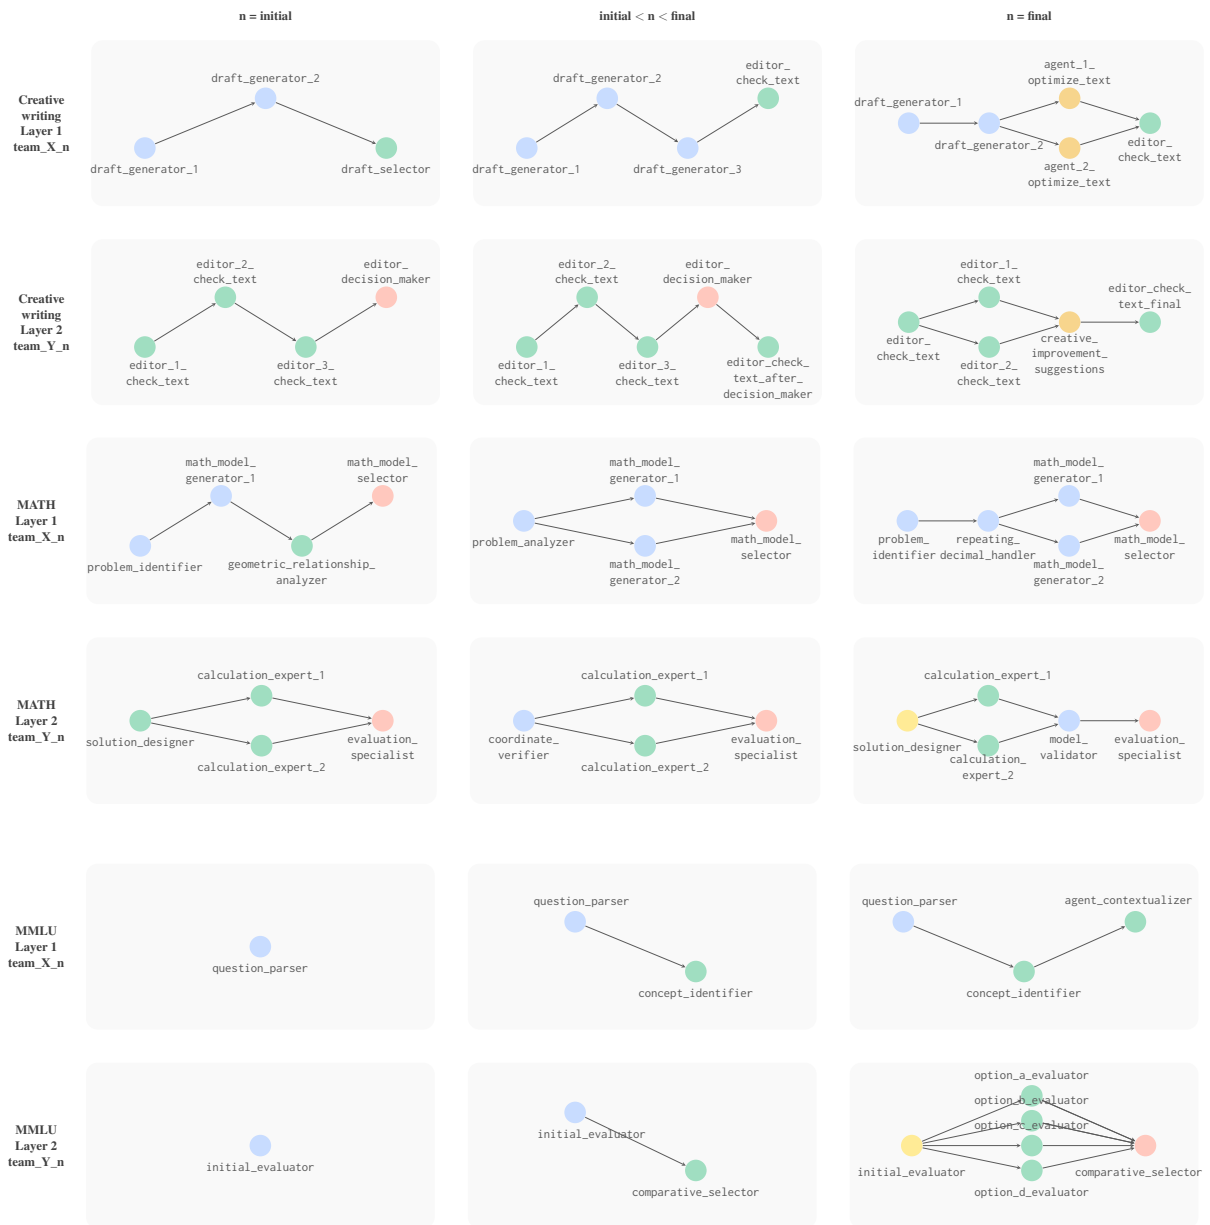 n = initial
initial < n < final
n = final
Creative
writing
Layer 1
team_X_n
draft_generator_2
draft_generator_1
draft_selector
draft_generator_2
editor_
check_text
draft_generator_1
draft_generator_3
agent_1_
optimize_text
draft_generator_1
draft_generator_2
editor_
check_text
agent_2_
optimize_text
Creative
writing
Layer 2
team_Y_n
editor_2_
check_text
editor_
decision_maker
editor_1_
check_text
editor_3_
check_text
editor_2_
check_text
editor_
decision_maker
editor_1_
check_text
editor_3_
check_text
editor_check_
text_after_
decision_maker
editor_1_
check_text
editor_check_
text_final
editor_
check_text
creative_
improvement_
suggestions
editor_2_
check_text
MATH
Layer 1
team_X_n
math_model_
generator_1
math_model_
selector
problem_identifier
geometric_relationship_
analyzer
math_model_
generator_1
problem_analyzer
math_model_
selector
math_model_
generator_2
math_model_
generator_1
problem_
identifier
repeating_
decimal_handler
math_model_
selector
math_model_
generator_2
MATH
Layer 2
team_Y_n
calculation_expert_1
solution_designer
evaluation_
specialist
calculation_expert_2
calculation_expert_1
coordinate_
verifier
evaluation_
specialist
calculation_expert_2
calculation_expert_1
solution_designer
model_
validator
evaluation_
specialist
calculation_
expert_2
MMLU
Layer 1
team_X_n
question_parser
question_parser
concept_identifier
question_parser
agent_contextualizer
concept_identifier
MMLU
Layer 2
team_Y_n
initial_evaluator
initial_evaluator
comparative_selector
option_a_evaluator
option_b_evaluator
option_c_evaluator
initial_evaluator
comparative_selector
option_d_evaluator